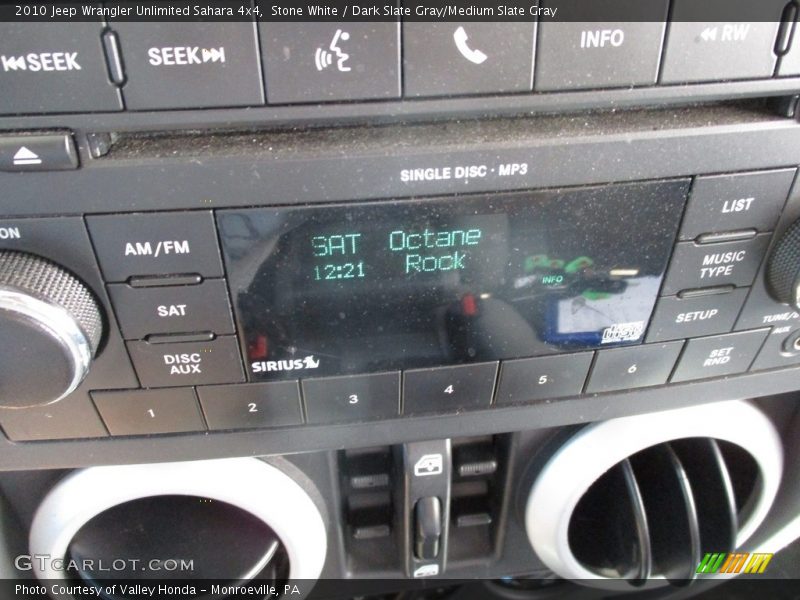 2010 Jeep Wrangler Unlimited Sahara 4x4, Stone White / Dark Slate Gray/Medium Slate Gray
SEEK
SEEK
INFO
RW
SINGLE DISC · MP3
ON
AM/FM
SAT
DISC
AUX
SAT Octane
12:21 Rock
INFO
SIRIUS
LIST
MUSIC
TYPE
SETUP
SET
RND
1 2 3 4 5 6
GTCARLOT.COM
Photo Courtesy of Valley Honda - Monroeville, PA